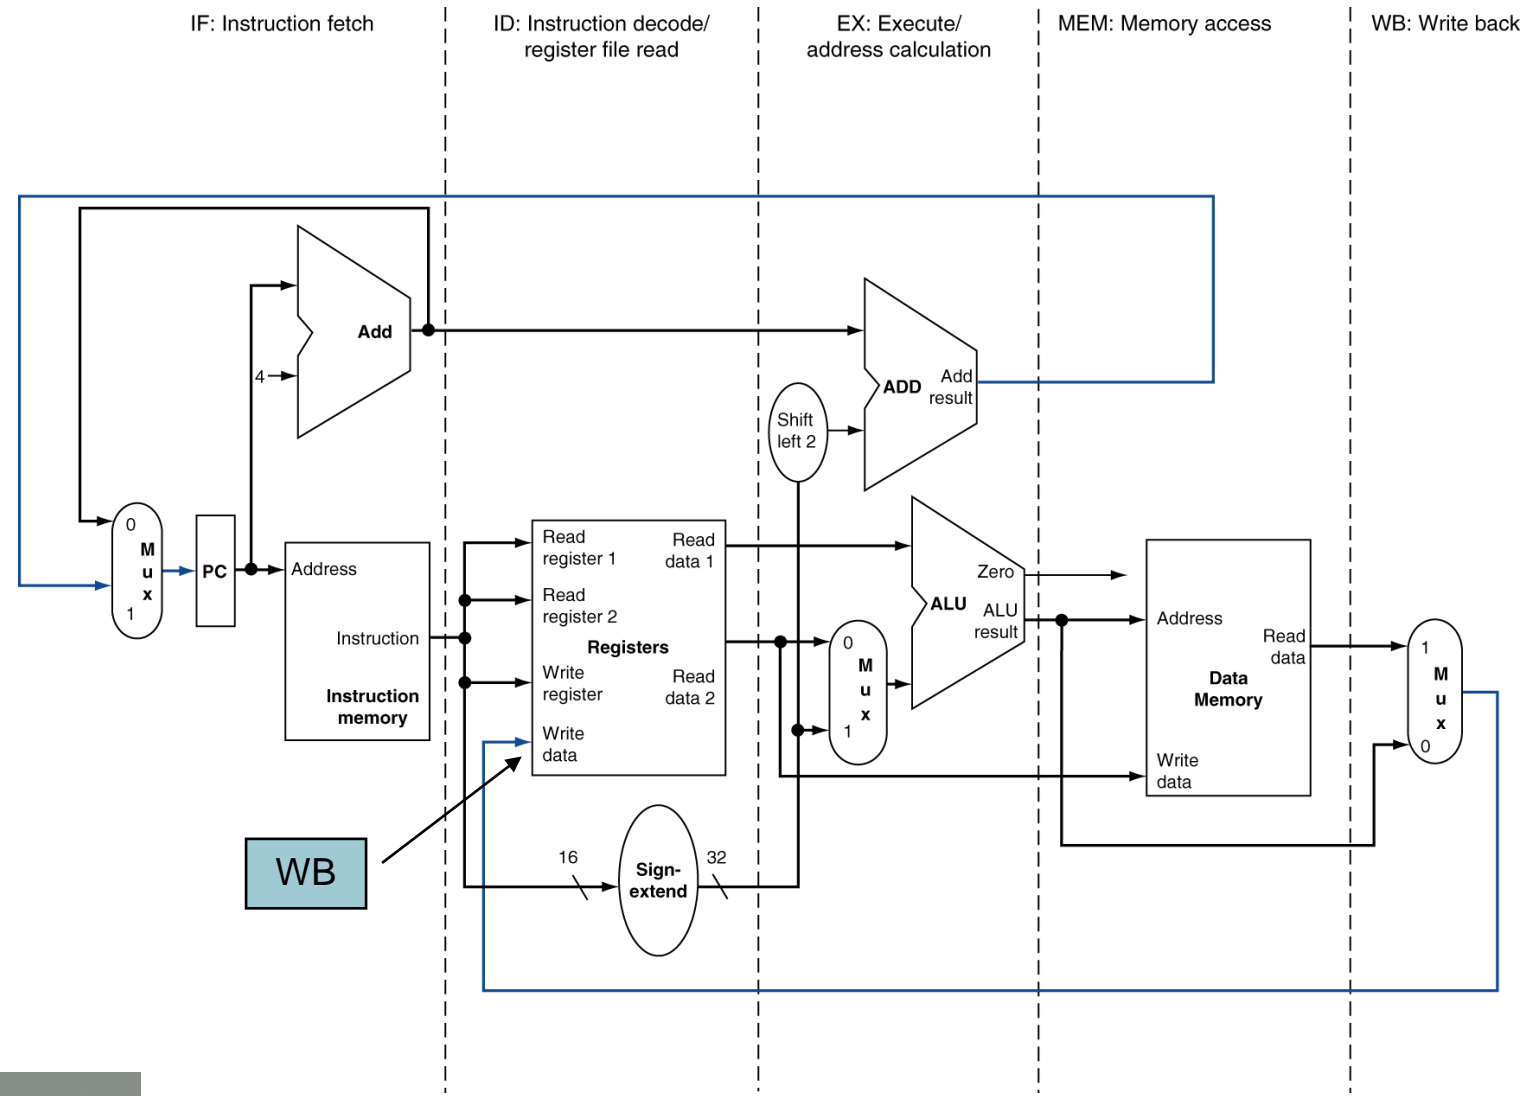 IF: Instruction fetch
ID: Instruction decode/
register file read
EX: Execute/
address calculation
MEM: Memory access
WB: Write back
Add
4
ADD
Add
result
Shift
left 2
0
M
u
x
1
PC
Address
Instruction
Instruction
memory
Read
register 1
Read
data 1
Read
register 2
Registers
Write
register
Read
data 2
Write
data
Zero
ALU
ALU
result
0
M
u
x
1
Address
Read
data
Data
Memory
Write
data
1
M
u
x
0
WB
16
Sign-
extend
32